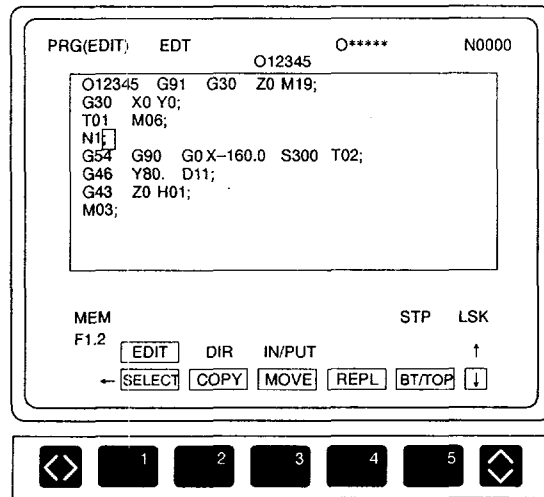 PRG(EDIT) EDT O***** N0000
O12345
O12345 G91 G30 Z0 M19;
G30 X0 Y0;
T01 M06;
N1;
G54 G90 G0 X–160.0 S300 T02;
G46 Y80. D11;
G43 Z0 H01;
M03;
MEM STP LSK
F1.2
EDIT DIR IN/PUT ↑
← SELECT COPY MOVE REPL BT/TOP ↓
1 2 3 4 5